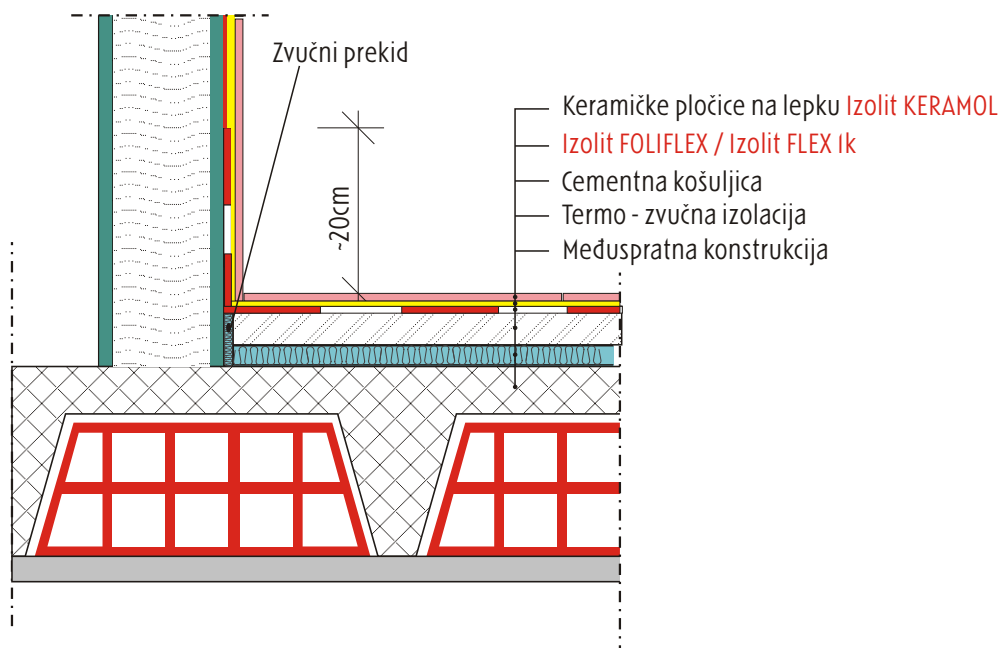 Zvučni prekid
Keramičke pločice na lepku Izolit KERAMOL
Izolit FOLIFLEX / Izolit FLEX 1k
Cementna košuljica
Termo - zvučna izolacija
Međuspratna konstrukcija
~20cm